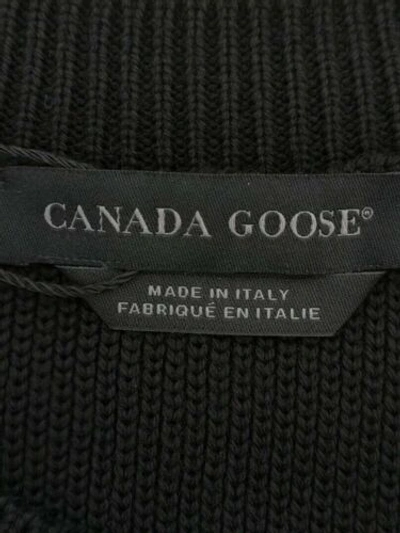 CANADA GOOSE®
MADE IN ITALY
FABRIQUÉ EN ITALIE